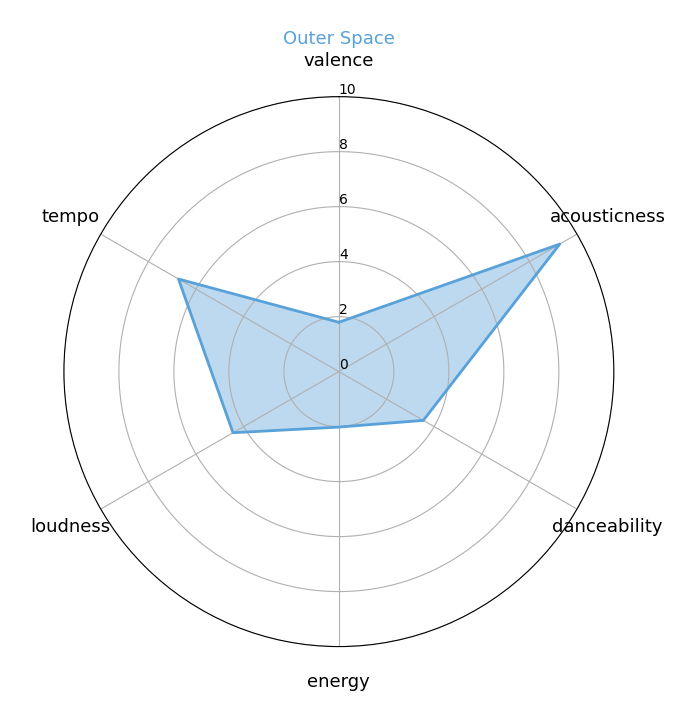 Outer Space
valence
10
8
6
4
2
0
tempo
acousticness
loudness
danceability
energy